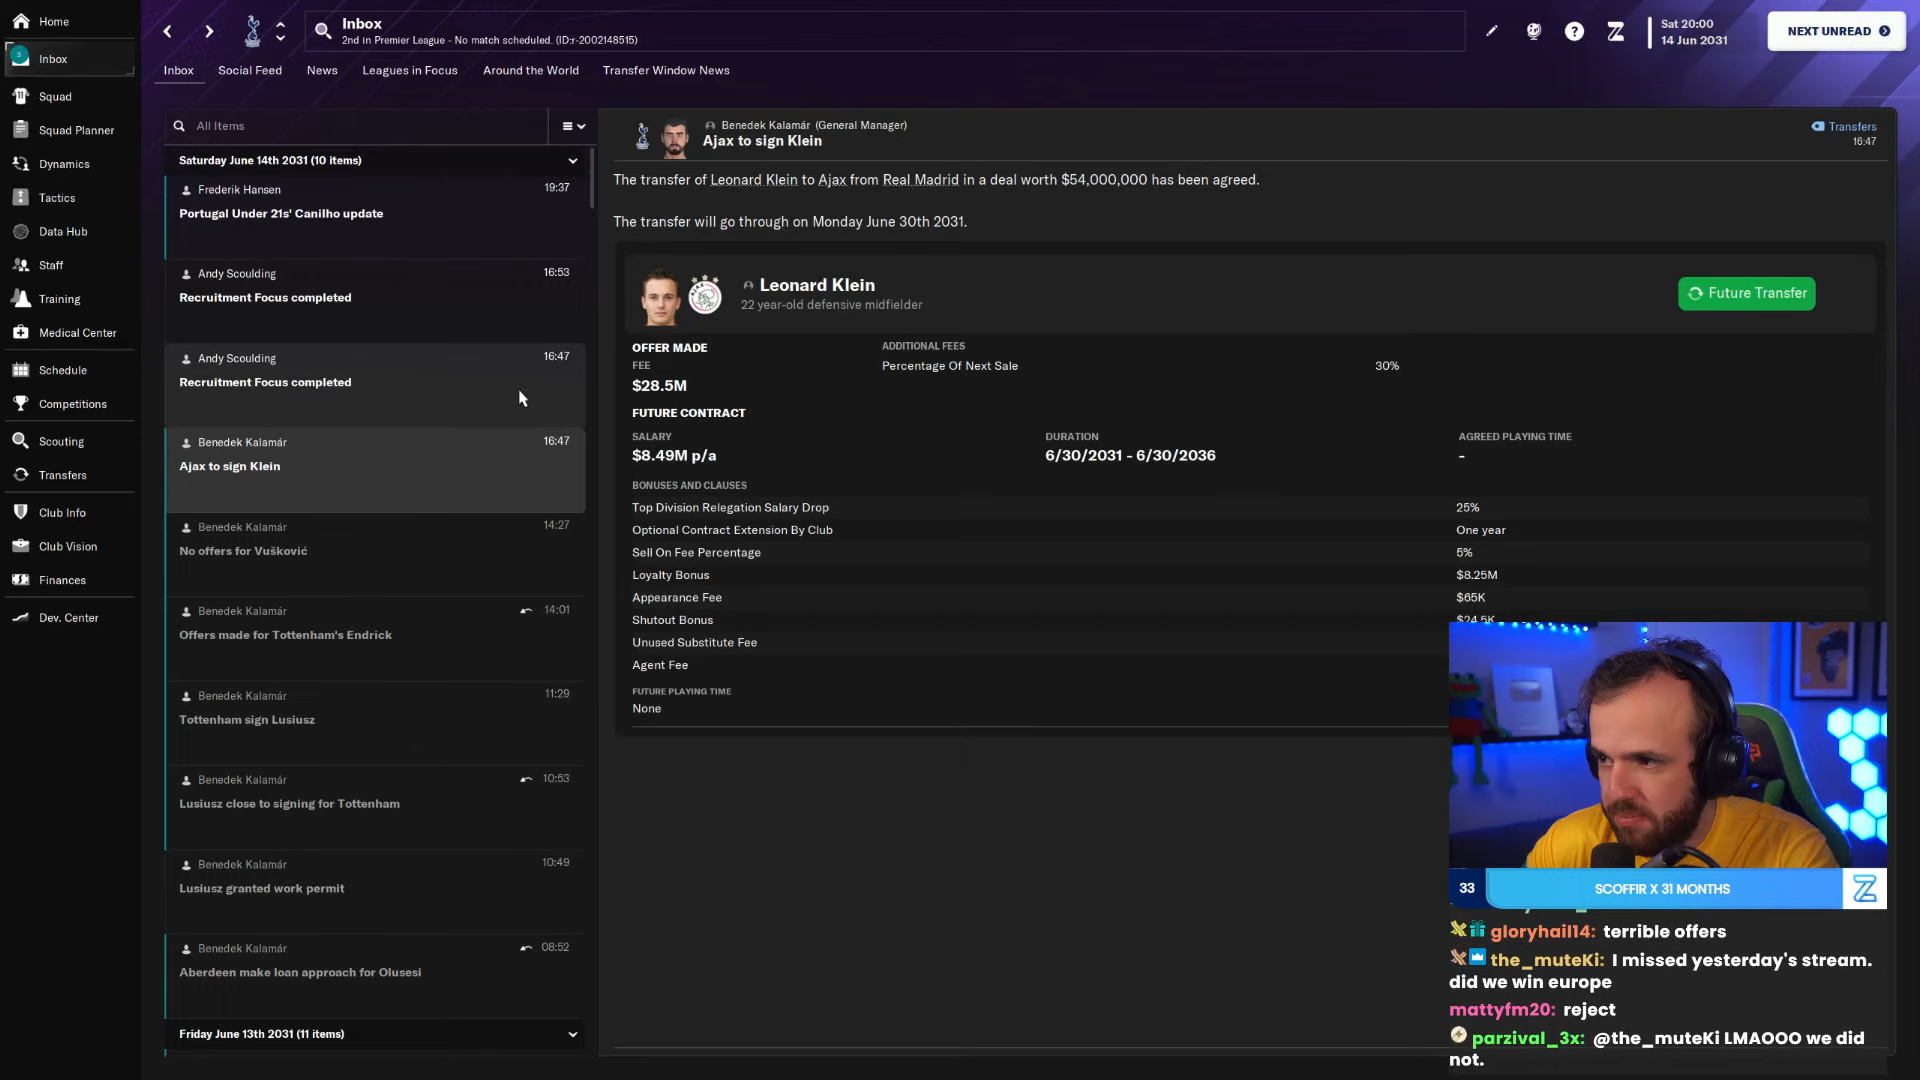 Home
3
Inbox
Squad
Squad Planner
Dynamics
Tactics
Data Hub
Staff
Training
Medical Center
Schedule
Competitions
Scouting
Transfers
Club Info
Club Vision
Finances
Dev. Center
Inbox
2nd in Premier League - No match scheduled. (ID:r-2002148515)
Sat 20:00
14 Jun 2031
NEXT UNREAD
Inbox
Social Feed
News
Leagues in Focus
Around the World
Transfer Window News
All Items
Saturday June 14th 2031 (10 items)
Frederik Hansen 19:37
Portugal Under 21s' Canilho update
Andy Scoulding 16:53
Recruitment Focus completed
Andy Scoulding 16:47
Recruitment Focus completed
Benedek Kalamár 16:47
Ajax to sign Klein
Benedek Kalamár 14:27
No offers for Vušković
Benedek Kalamár 14:01
Offers made for Tottenham's Endrick
Benedek Kalamár 11:29
Tottenham sign Lusiusz
Benedek Kalamár 10:53
Lusiusz close to signing for Tottenham
Benedek Kalamár 10:49
Lusiusz granted work permit
Benedek Kalamár 08:52
Aberdeen make loan approach for Olusesi
Friday June 13th 2031 (11 items)
Benedek Kalamár (General Manager)
Ajax to sign Klein
Transfers
16:47
The transfer of Leonard Klein to Ajax from Real Madrid in a deal worth $54,000,000 has been agreed.
The transfer will go through on Monday June 30th 2031.
Leonard Klein
22 year-old defensive midfielder
Future Transfer
OFFER MADE
FEE
$28.5M
ADDITIONAL FEES
Percentage Of Next Sale 30%
FUTURE CONTRACT
SALARY
$8.49M p/a
DURATION
6/30/2031 - 6/30/2036
AGREED PLAYING TIME
-
BONUSES AND CLAUSES
Top Division Relegation Salary Drop 25%
Optional Contract Extension By Club One year
Sell On Fee Percentage 5%
Loyalty Bonus $8.25M
Appearance Fee $65K
Shutout Bonus $24.5K
Unused Substitute Fee
Agent Fee
FUTURE PLAYING TIME
None
33
SCOFFIR X 31 MONTHS
gloryhail14: terrible offers
the_muteKi: I missed yesterday's stream.
did we win europe
mattyfm20: reject
parzival_3x: @the_muteKi LMAOOO we did
not.